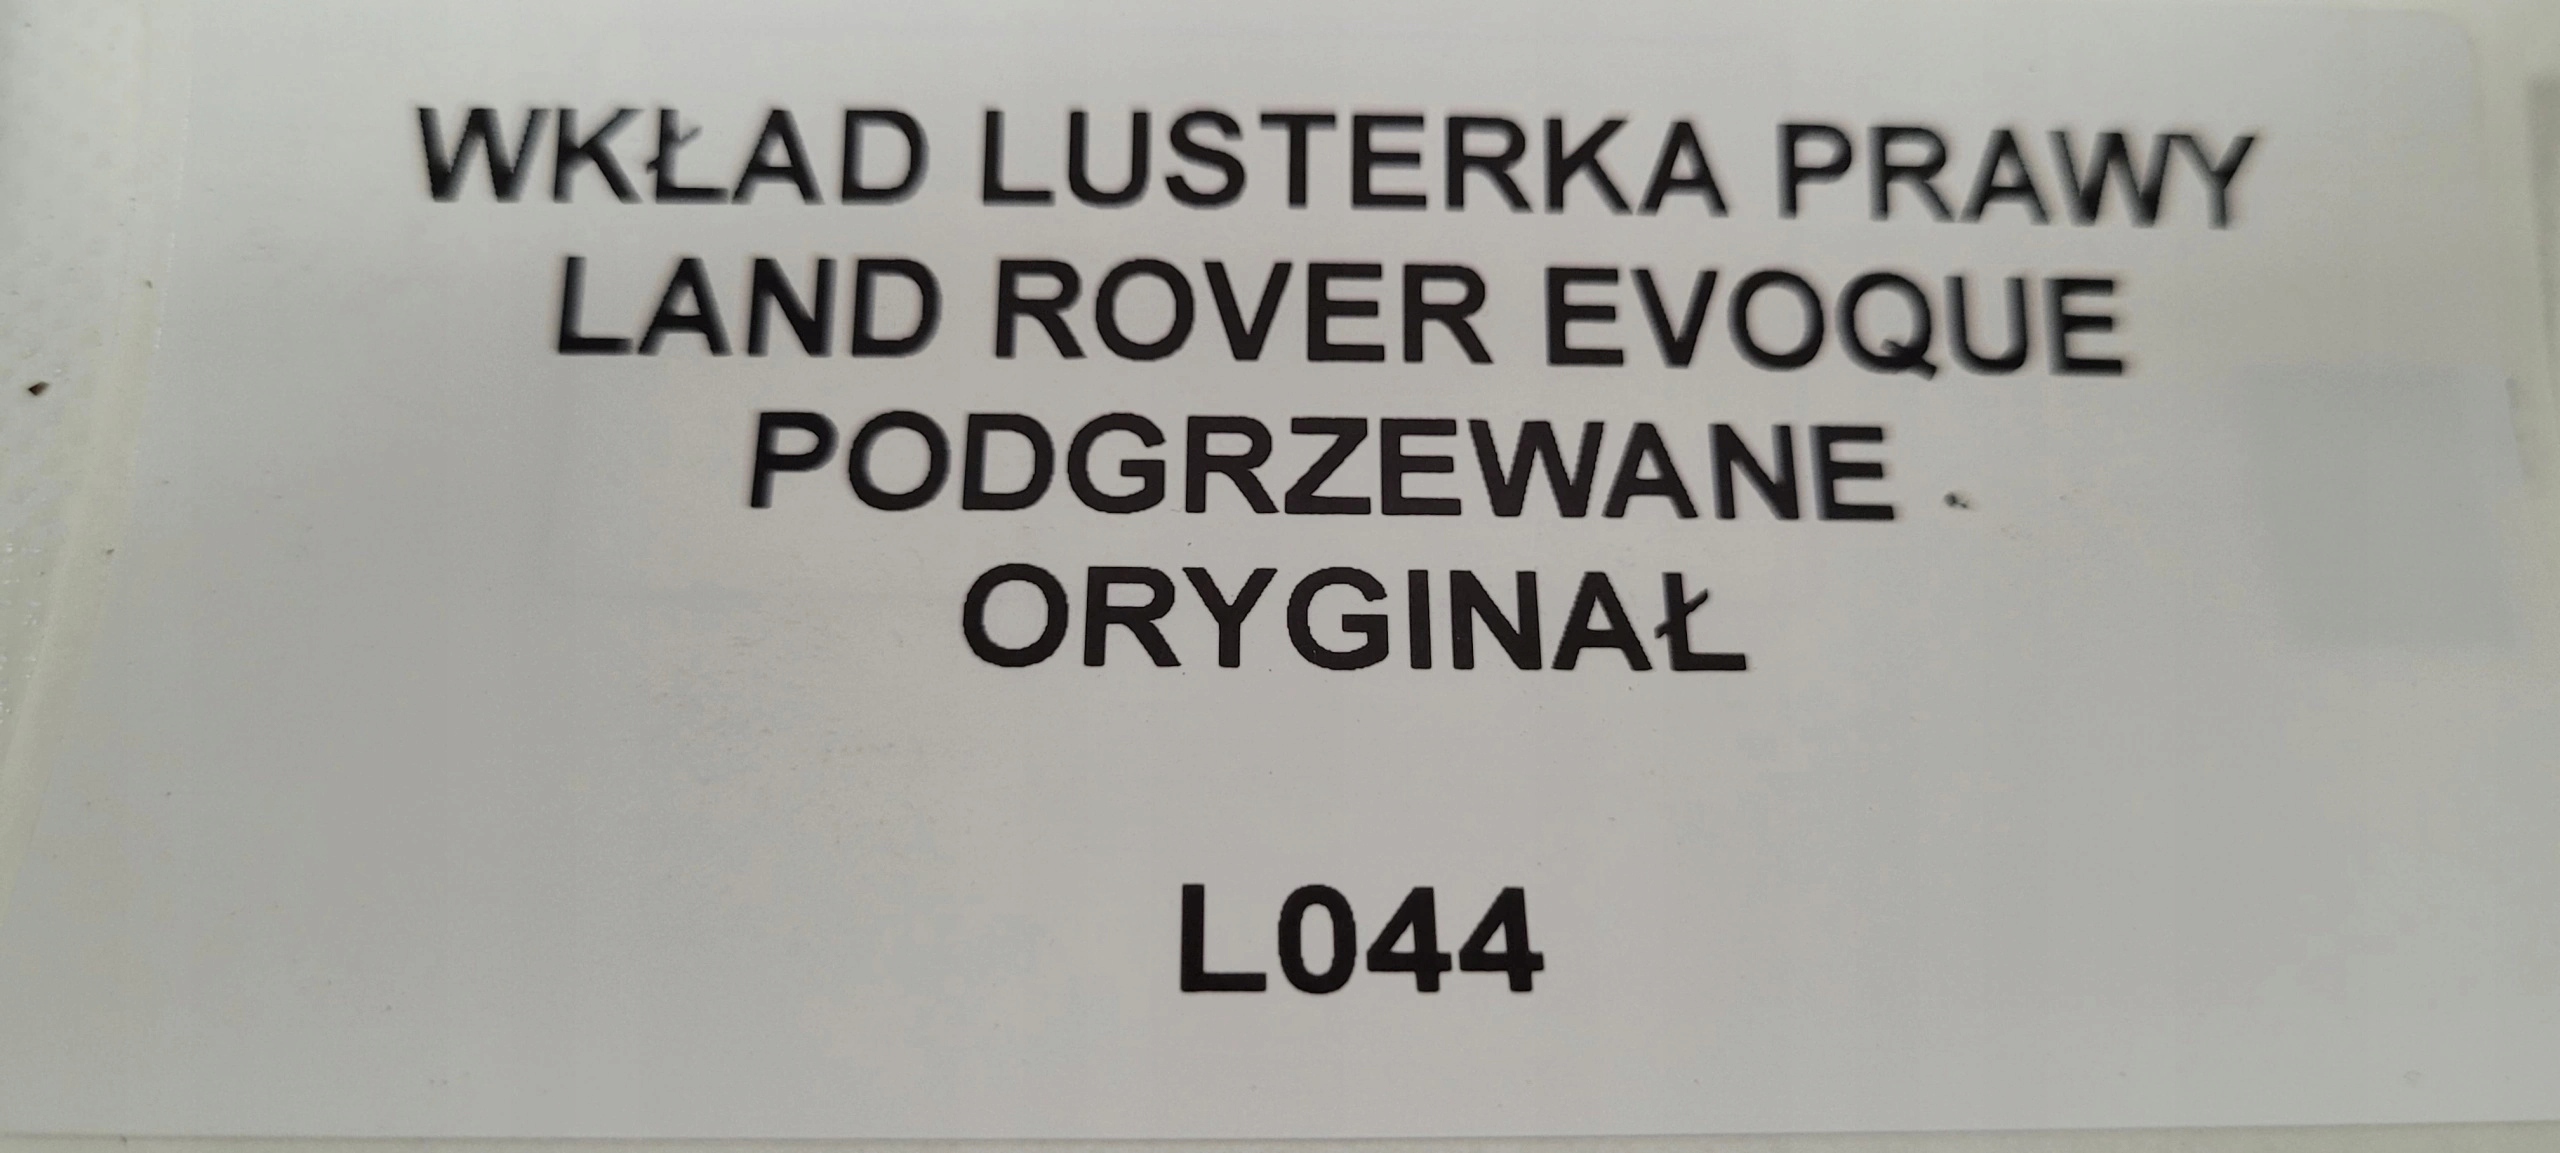 WKŁAD LUSTERKA PRAWY
LAND ROVER EVOQUE
PODGRZEWANE
ORYGINAŁ
L044